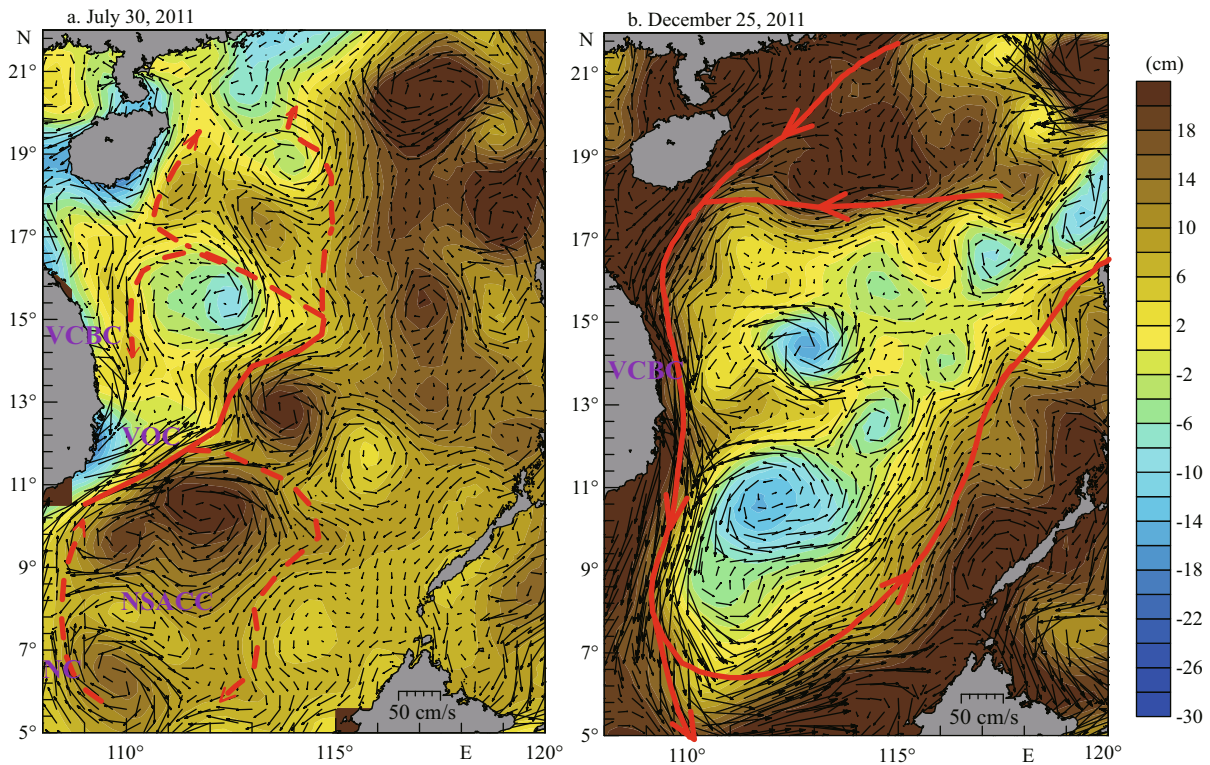 a. July 30, 2011
b. December 25, 2011
N
21°
19°
17°
15°
13°
11°
9°
7°
5°
110°
115°
E
120°
VCBC
VOC
NSACC
NC
50 cm/s
N
21°
19°
17°
15°
13°
11°
9°
7°
5°
110°
115°
E
120°
VCBC
50 cm/s
(cm)
18
14
10
6
2
-2
-6
-10
-14
-18
-22
-26
-30